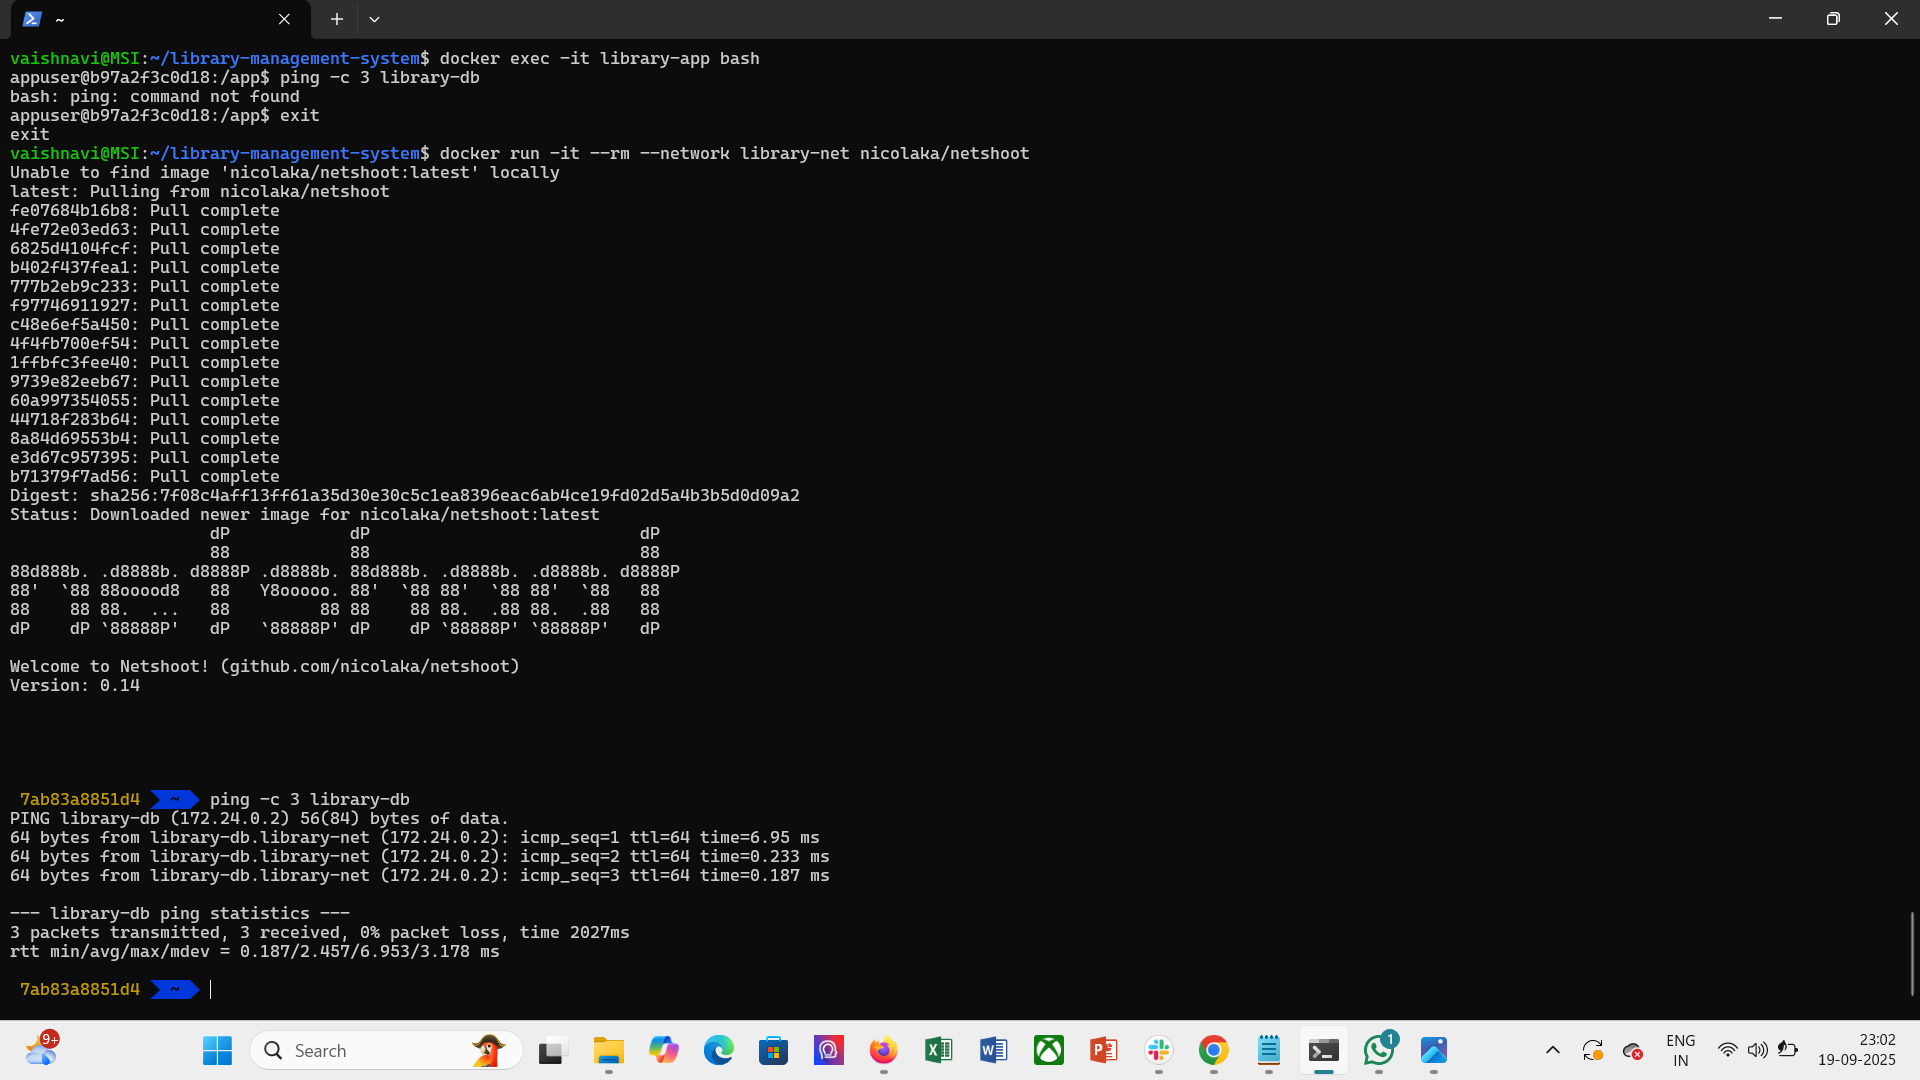 ~
vaishnavi@MSI:~/library-management-system$ docker exec -it library-app bash
appuser@b97a2f3c0d18:/app$ ping -c 3 library-db
bash: ping: command not found
appuser@b97a2f3c0d18:/app$ exit
exit
vaishnavi@MSI:~/library-management-system$ docker run -it --rm --network library-net nicolaka/netshoot
Unable to find image 'nicolaka/netshoot:latest' locally
latest: Pulling from nicolaka/netshoot
fe07684b16b8: Pull complete
4fe72e03ed63: Pull complete
6825d4104fcf: Pull complete
b402f437fea1: Pull complete
777b2eb9c233: Pull complete
f97746911927: Pull complete
c48e6ef5a450: Pull complete
4f4fb700ef54: Pull complete
1ffbfc3fee40: Pull complete
9739e82eeb67: Pull complete
60a997354055: Pull complete
44718f283b64: Pull complete
8a84d69553b4: Pull complete
e3d67c957395: Pull complete
b71379f7ad56: Pull complete
Digest: sha256:7f08c4aff13ff61a35d30e30c5c1ea8396eac6ab4ce19fd02d5a4b3b5d0d09a2
Status: Downloaded newer image for nicolaka/netshoot:latest
                    dP            dP                           dP
                    88            88                           88
88d888b. .d8888b. d8888P .d8888b. 88d888b. .d8888b. .d8888b. d8888P
88'  `88 88ooood8   88   Y8ooooo. 88'  `88 88'  `88 88'  `88   88
88    88 88.  ...   88         88 88    88 88.  .88 88.  .88   88
dP    dP `88888P'   dP   `88888P' dP    dP `88888P' `88888P'   dP
Welcome to Netshoot! (github.com/nicolaka/netshoot)
Version: 0.14
7ab83a8851d4 ~ ping -c 3 library-db
PING library-db (172.24.0.2) 56(84) bytes of data.
64 bytes from library-db.library-net (172.24.0.2): icmp_seq=1 ttl=64 time=6.95 ms
64 bytes from library-db.library-net (172.24.0.2): icmp_seq=2 ttl=64 time=0.233 ms
64 bytes from library-db.library-net (172.24.0.2): icmp_seq=3 ttl=64 time=0.187 ms
--- library-db ping statistics ---
3 packets transmitted, 3 received, 0% packet loss, time 2027ms
rtt min/avg/max/mdev = 0.187/2.457/6.953/3.178 ms
7ab83a8851d4 ~
9+
Search
1
ENG
IN
23:02
19-09-2025